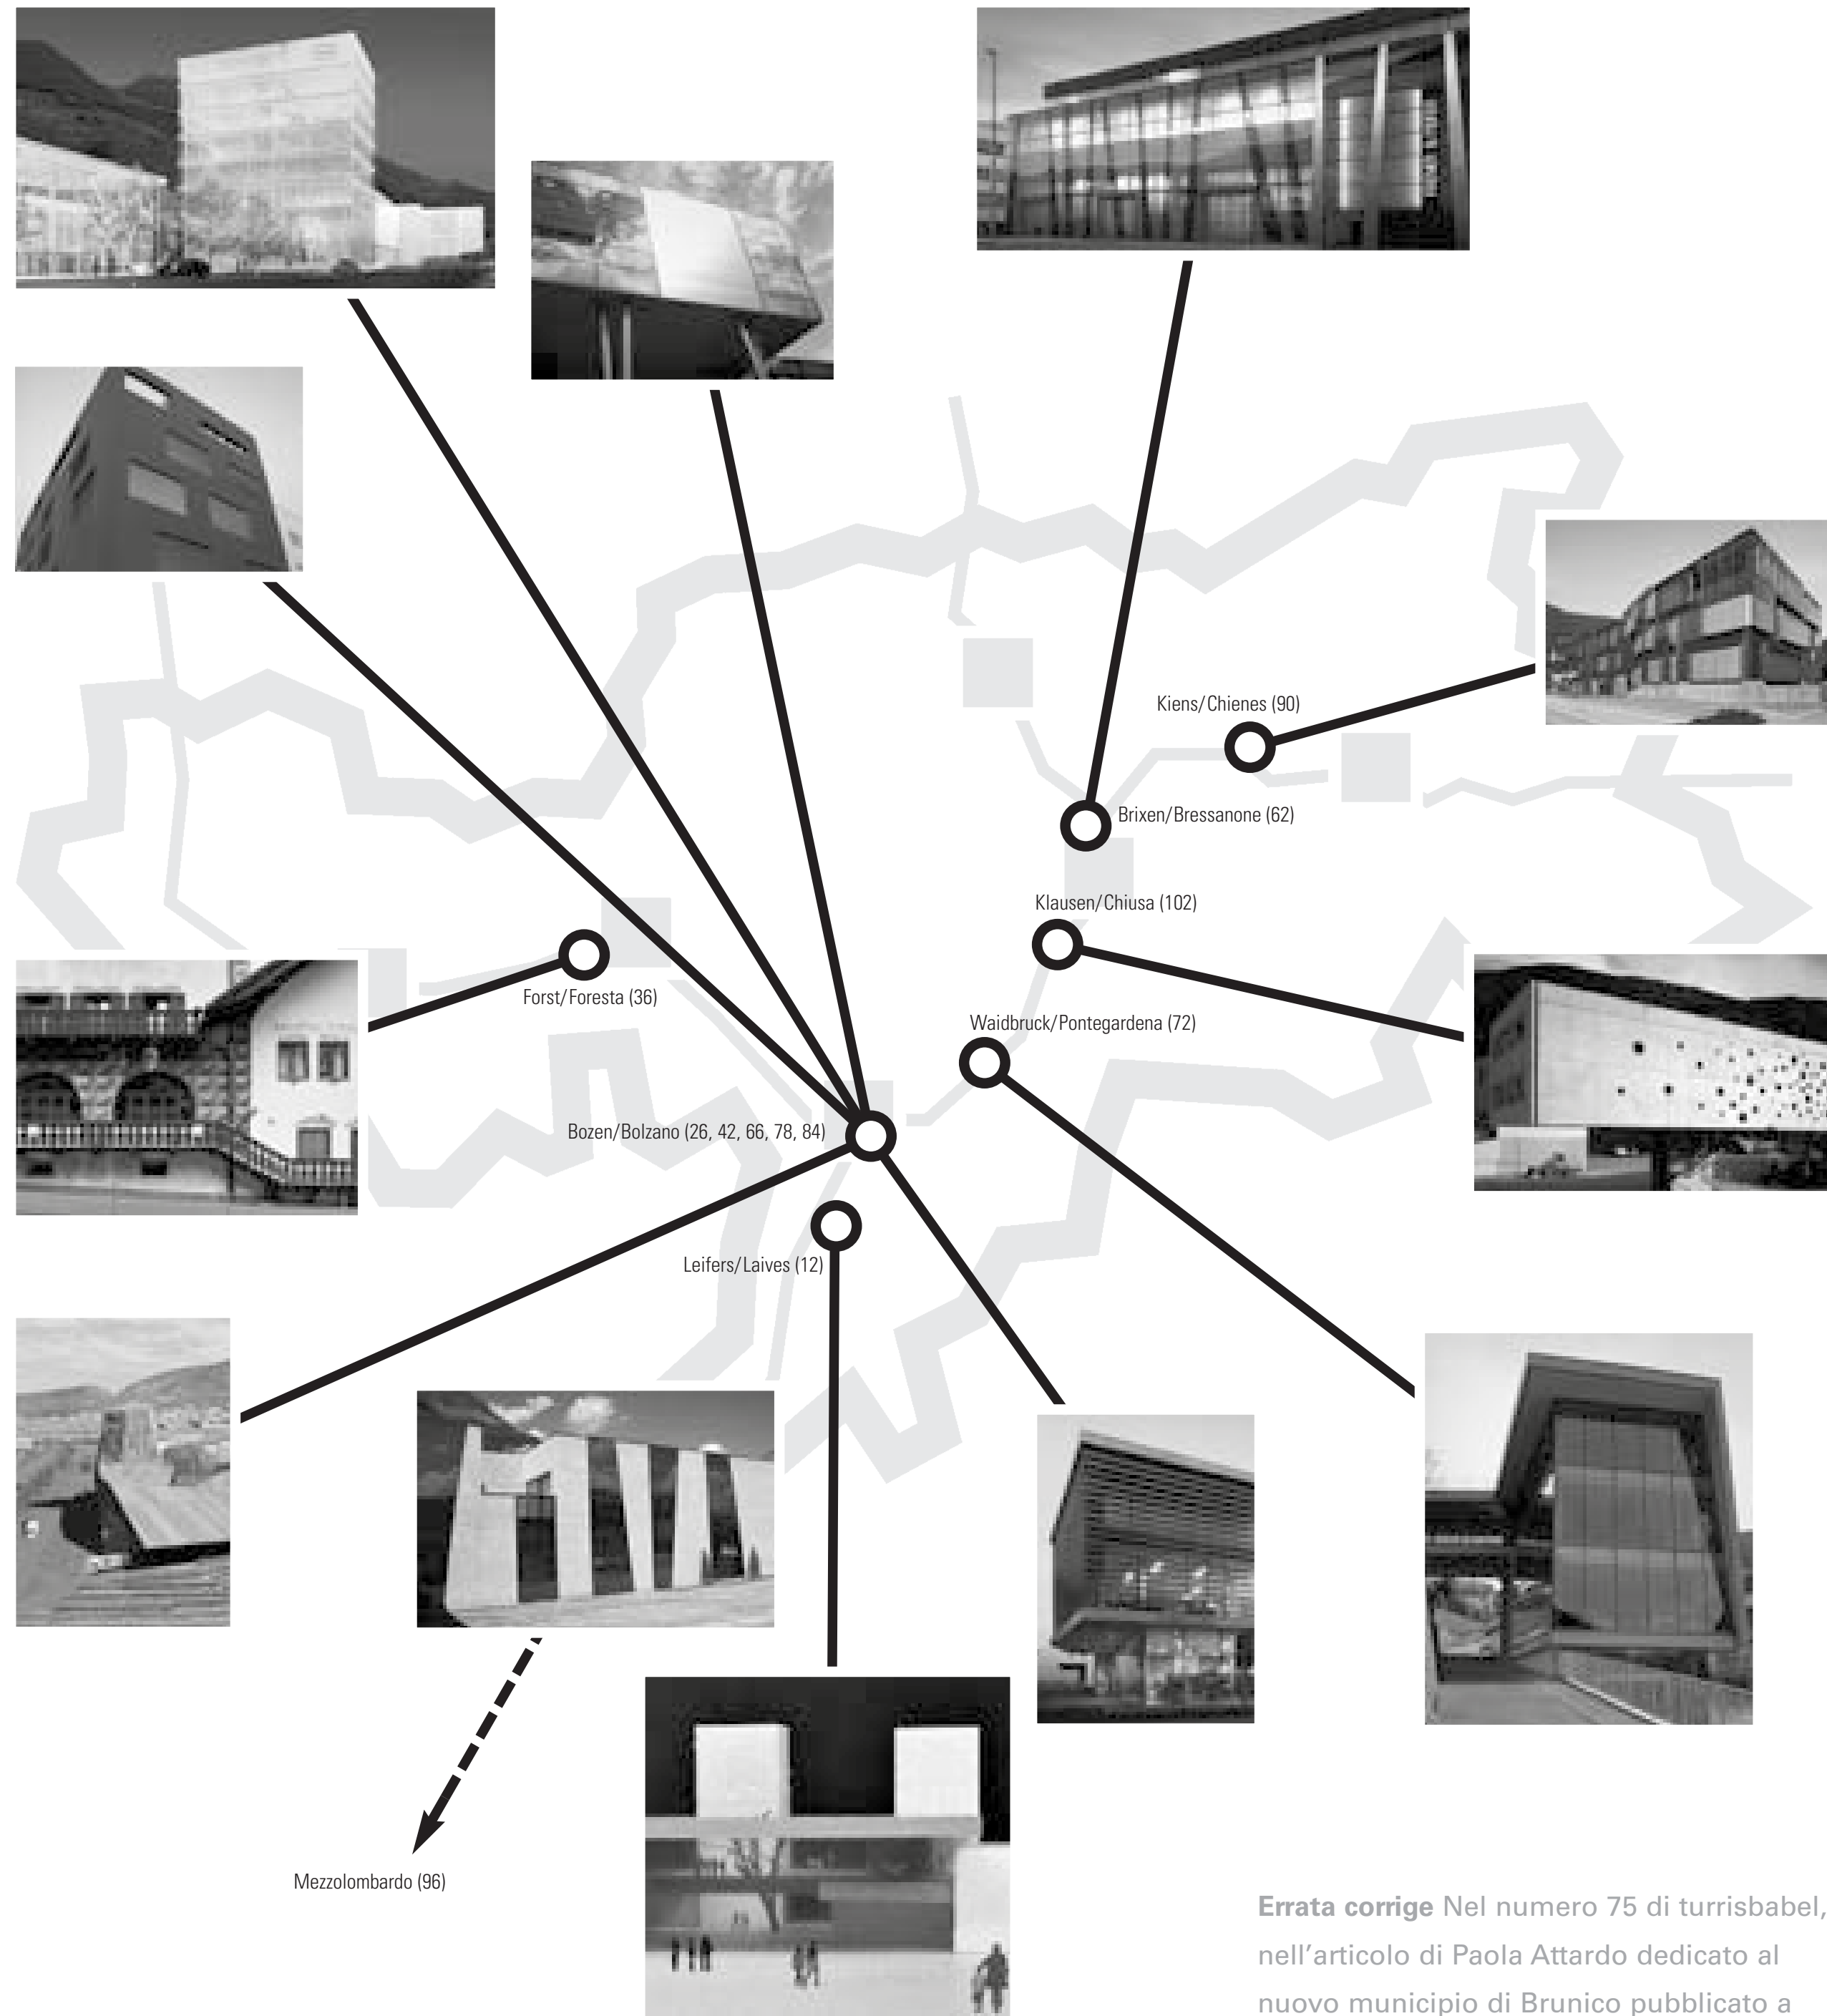 Kiens/Chienes (90)
Brixen/Bressanone (62)
Klausen/Chiusa (102)
Forst/Foresta (36)
Waidbruck/Pontegardena (72)
Bozen/Bolzano (26, 42, 66, 78, 84)
Leifers/Laives (12)
Mezzolombardo (96)
Errata corrige Nel numero 75 di turrisbabel,
nell’articolo di Paola Attardo dedicato al
nuovo municipio di Brunico pubblicato a